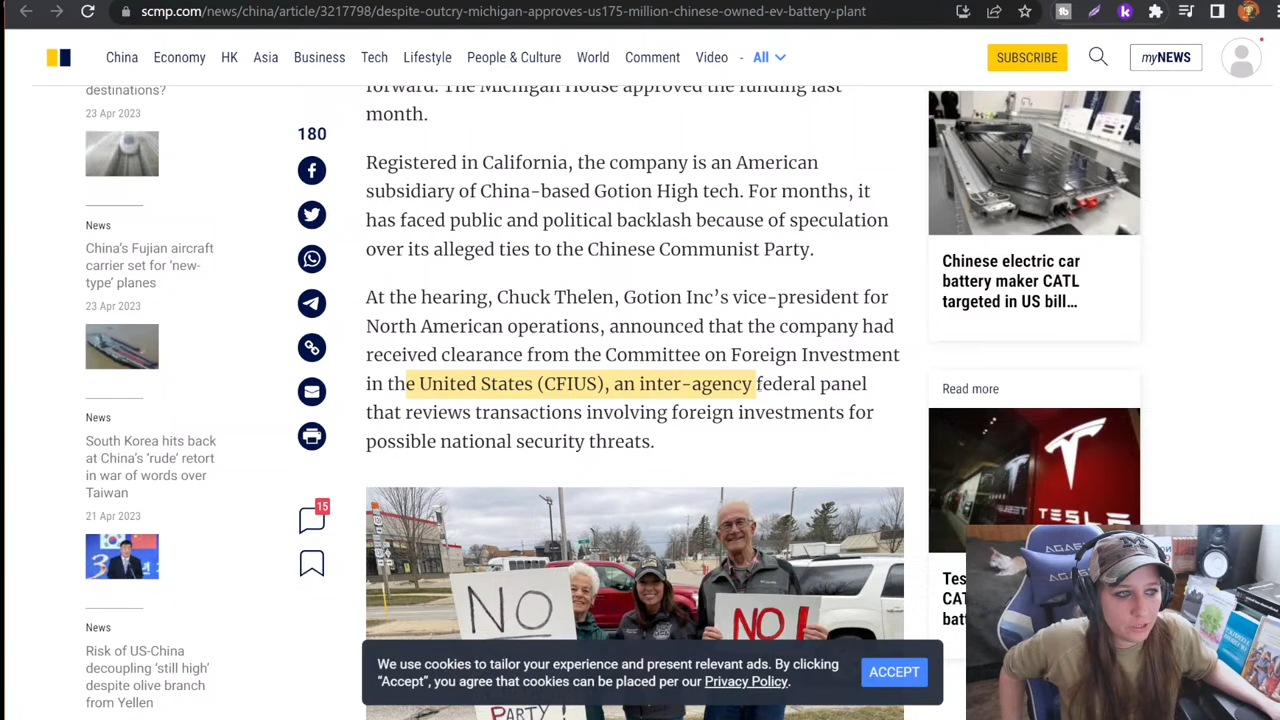 scmp.com/news/china/article/3217798/despite-outcry-michigan-approves-us175-million-chinese-owned-ev-battery-plant
China Economy HK Asia Business Tech Lifestyle People & Culture World Comment Video - All
SUBSCRIBE
myNEWS
destinations?
23 Apr 2023
News
China's Fujian aircraft
carrier set for 'new-
type' planes
23 Apr 2023
News
South Korea hits back
at China's 'rude' retort
in war of words over
Taiwan
21 Apr 2023
News
Risk of US-China
decoupling 'still high'
despite olive branch
from Yellen
180
15
forward. The Michigan House approved the funding last
month.
Registered in California, the company is an American
subsidiary of China-based Gotion High tech. For months, it
has faced public and political backlash because of speculation
over its alleged ties to the Chinese Communist Party.
At the hearing, Chuck Thelen, Gotion Inc's vice-president for
North American operations, announced that the company had
received clearance from the Committee on Foreign Investment
in the United States (CFIUS), an inter-agency federal panel
that reviews transactions involving foreign investments for
possible national security threats.
NO
NO!
PARTY!
We use cookies to tailor your experience and present relevant ads. By clicking
"Accept", you agree that cookies can be placed per our Privacy Policy.
ACCEPT
Chinese electric car
battery maker CATL
targeted in US bill...
Read more
TESL
Tes
CAT
batt
M